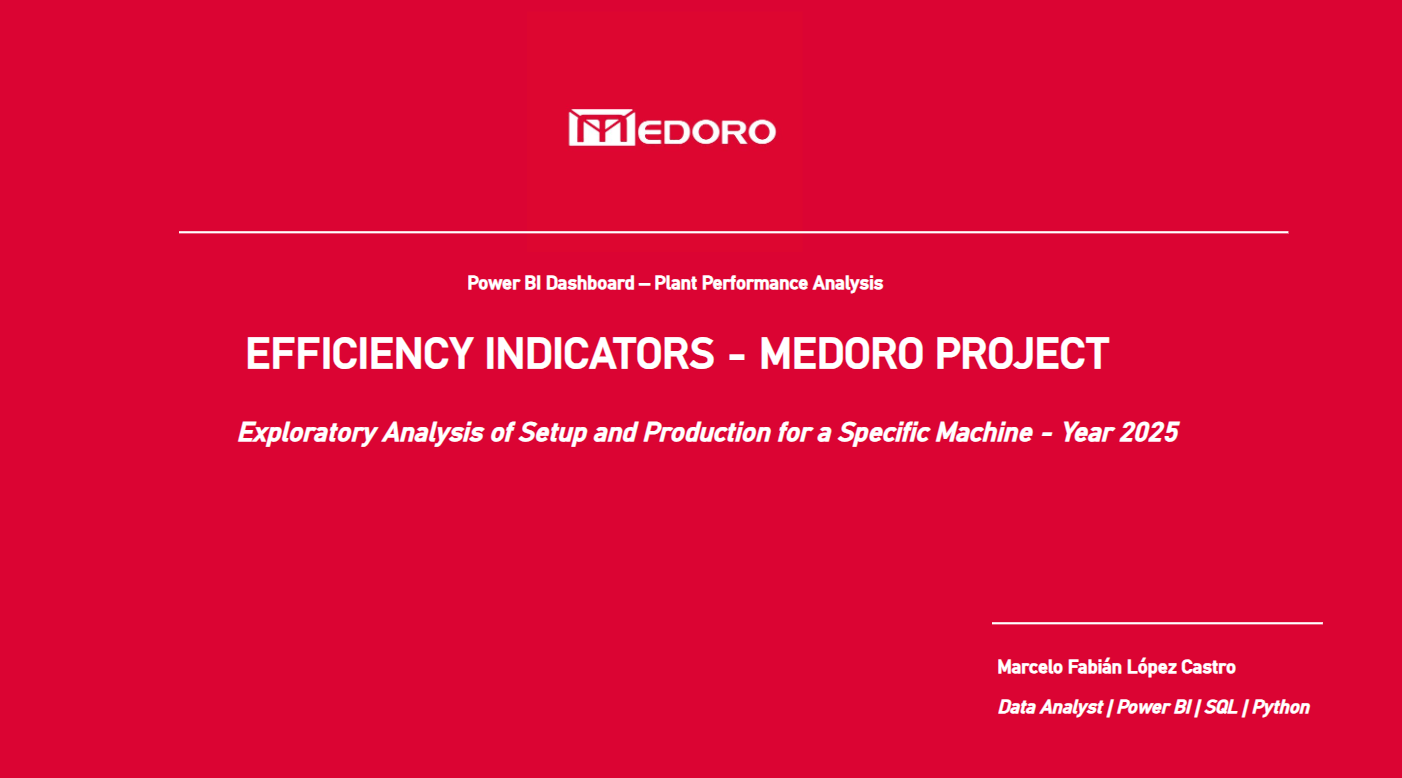 MEDORO
Power BI Dashboard – Plant Performance Analysis
EFFICIENCY INDICATORS - MEDORO PROJECT
Exploratory Analysis of Setup and Production for a Specific Machine - Year 2025
Marcelo Fabián López Castro
Data Analyst | Power BI | SQL | Python